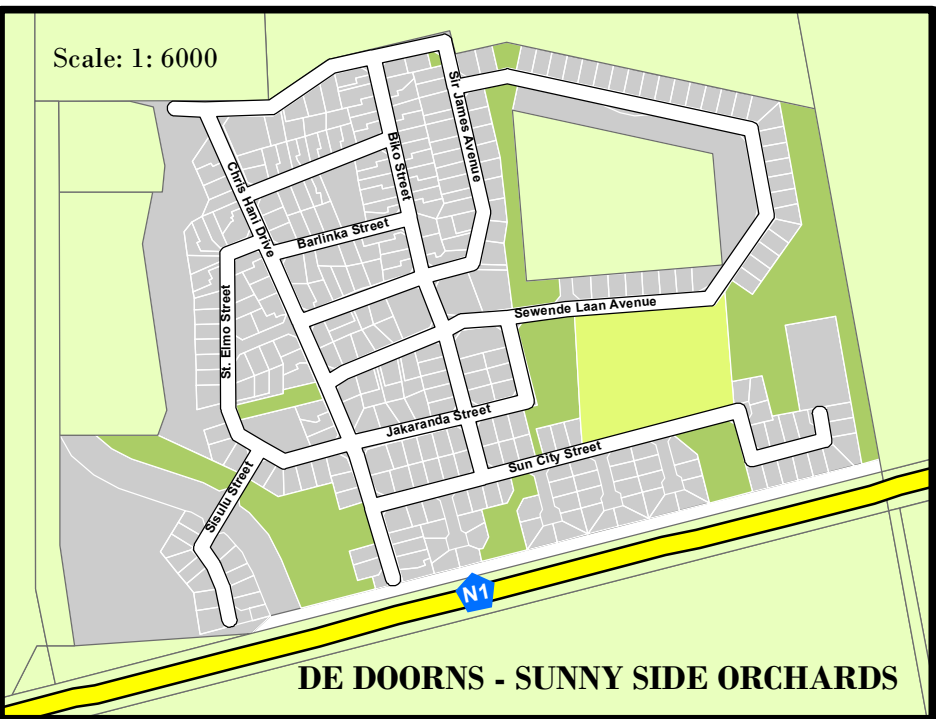 Scale: 1: 6000
Sir James Avenue
Biko Street
Chris Hani Drive
Barlinka Street
St. Elmo Street
Sewende Laan Avenue
Jakaranda Street
Sun City Street
Sisulu Street
N1
DE DOORNS - SUNNY SIDE ORCHARDS